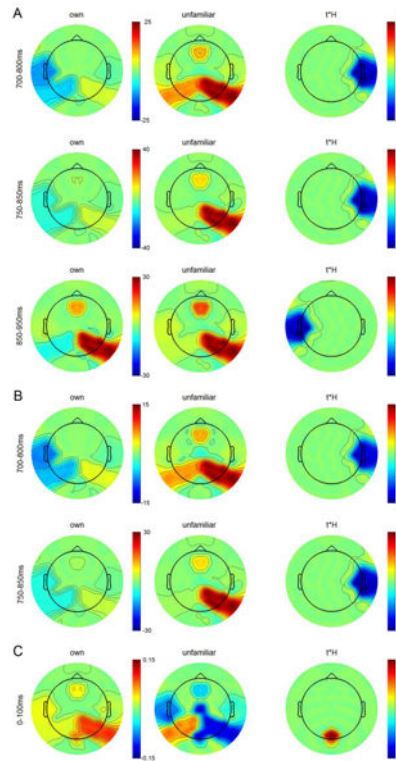 A
own unfamiliar t*H
700-800ms
25
-25
own unfamiliar t*H
750-850ms
40
-40
own unfamiliar t*H
850-950ms
30
-30
B
own unfamiliar t*H
700-800ms
15
-15
own unfamiliar t*H
750-850ms
30
-30
C
own unfamiliar t*H
0-100ms
0.15
-0.15